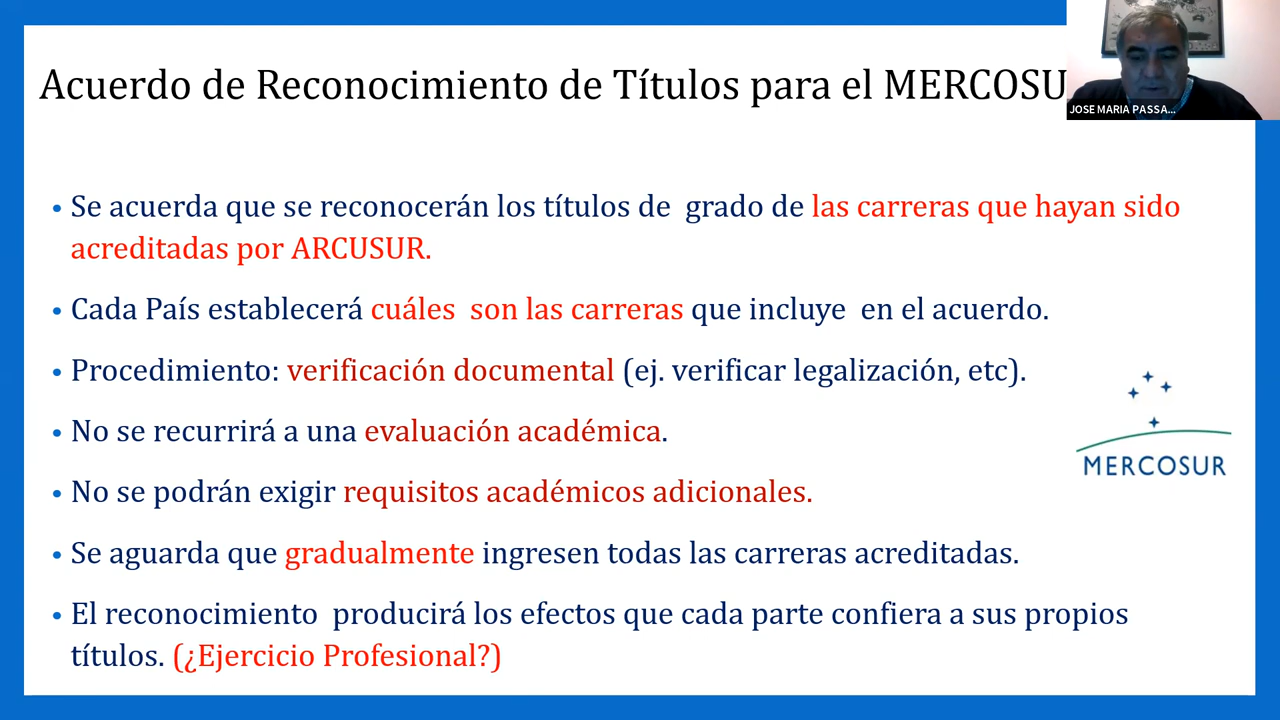 Acuerdo de Reconocimiento de Títulos para el MERCOSU
JOSE MARIA PASSA...
• Se acuerda que se reconocerán los títulos de grado de las carreras que hayan sido
acreditadas por ARCUSUR.
• Cada País establecerá cuáles son las carreras que incluye en el acuerdo.
• Procedimiento: verificación documental (ej. verificar legalización, etc).
• No se recurrirá a una evaluación académica.
MERCOSUR
• No se podrán exigir requisitos académicos adicionales.
• Se aguarda que gradualmente ingresen todas las carreras acreditadas.
• El reconocimiento producirá los efectos que cada parte confiera a sus propios
títulos. (¿Ejercicio Profesional?)